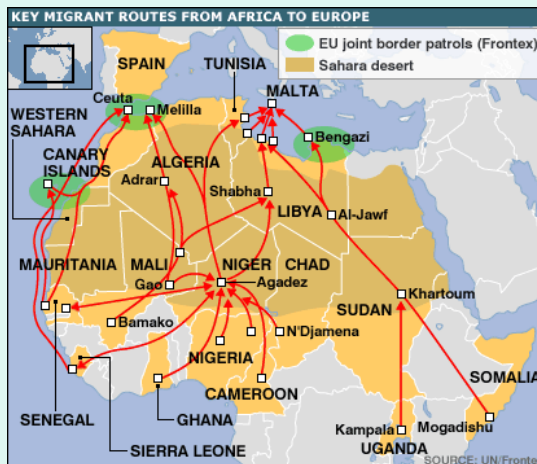 KEY MIGRANT ROUTES FROM AFRICA TO EUROPE
EU joint border patrols (Frontex)
Sahara desert
SPAIN
TUNISIA
MALTA
Ceuta
Melilla
WESTERN
SAHARA
Bengazi
CANARY
ISLANDS
ALGERIA
Adrar
Shabha
LIBYA
Al-Jawf
MAURITANIA
MALI
NIGER
CHAD
Gao
Agadez
Khartoum
SUDAN
Bamako
N'Djamena
NIGERIA
SOMALIA
CAMEROON
SENEGAL
GHANA
Kampala
Mogadishu
UGANDA
SIERRA LEONE
SOURCE: UN/Frontex